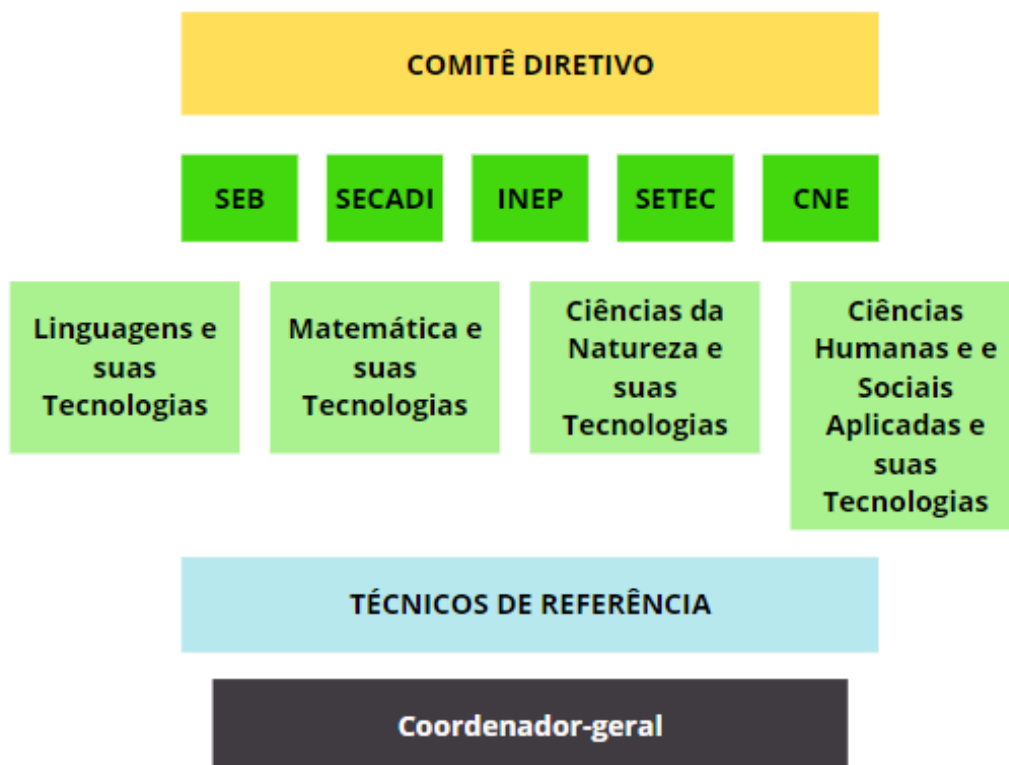 COMITÊ DIRETIVO
SEB
SECADI
INEP
SETEC
CNE
Linguagens e
suas
Tecnologias
Matemática e
suas
Tecnologias
Ciências da
Natureza e
suas
Tecnologias
Ciências
Humanas e e
Sociais
Aplicadas e
suas
Tecnologias
TÉCNICOS DE REFERÊNCIA
Coordenador-geral